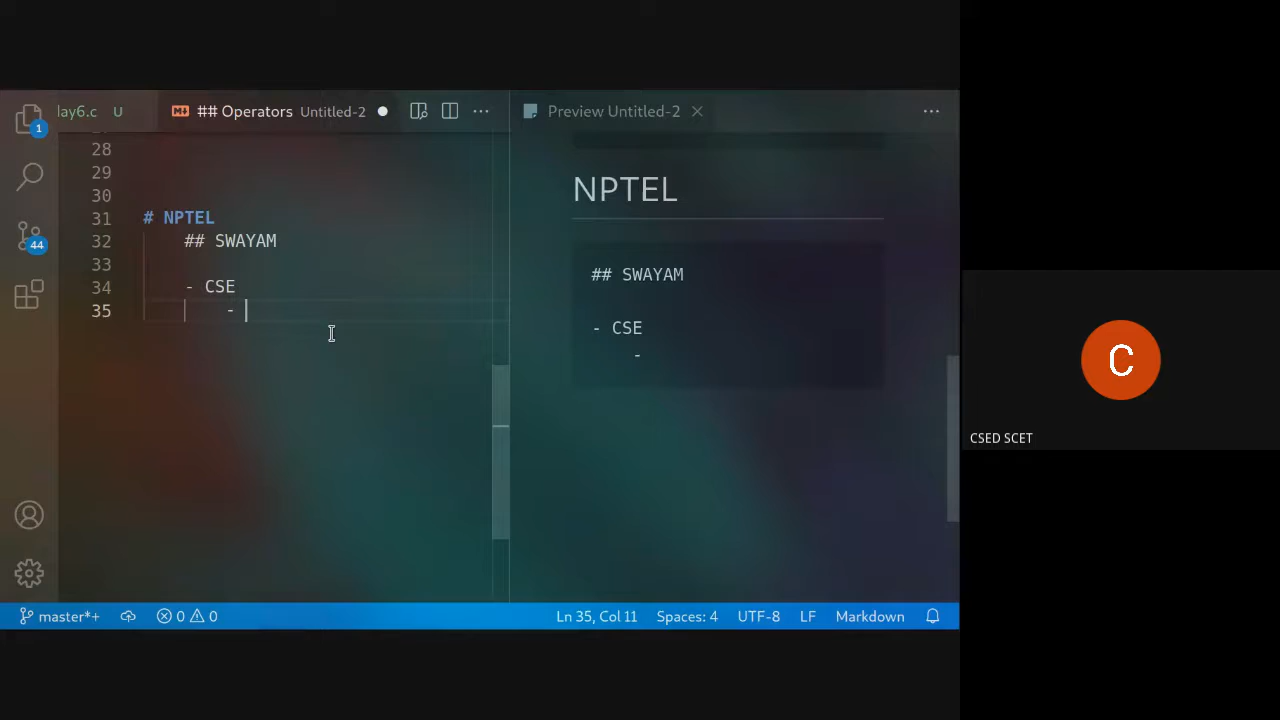 lay6.c U ## Operators Untitled-2
Preview Untitled-2
28
29
30
31 # NPTEL
32 ## SWAYAM
33
34 - CSE
35 -
NPTEL
## SWAYAM
- CSE
-
1
44
C
CSED SCET
master*+ 0 0 Ln 35, Col 11 Spaces: 4 UTF-8 LF Markdown